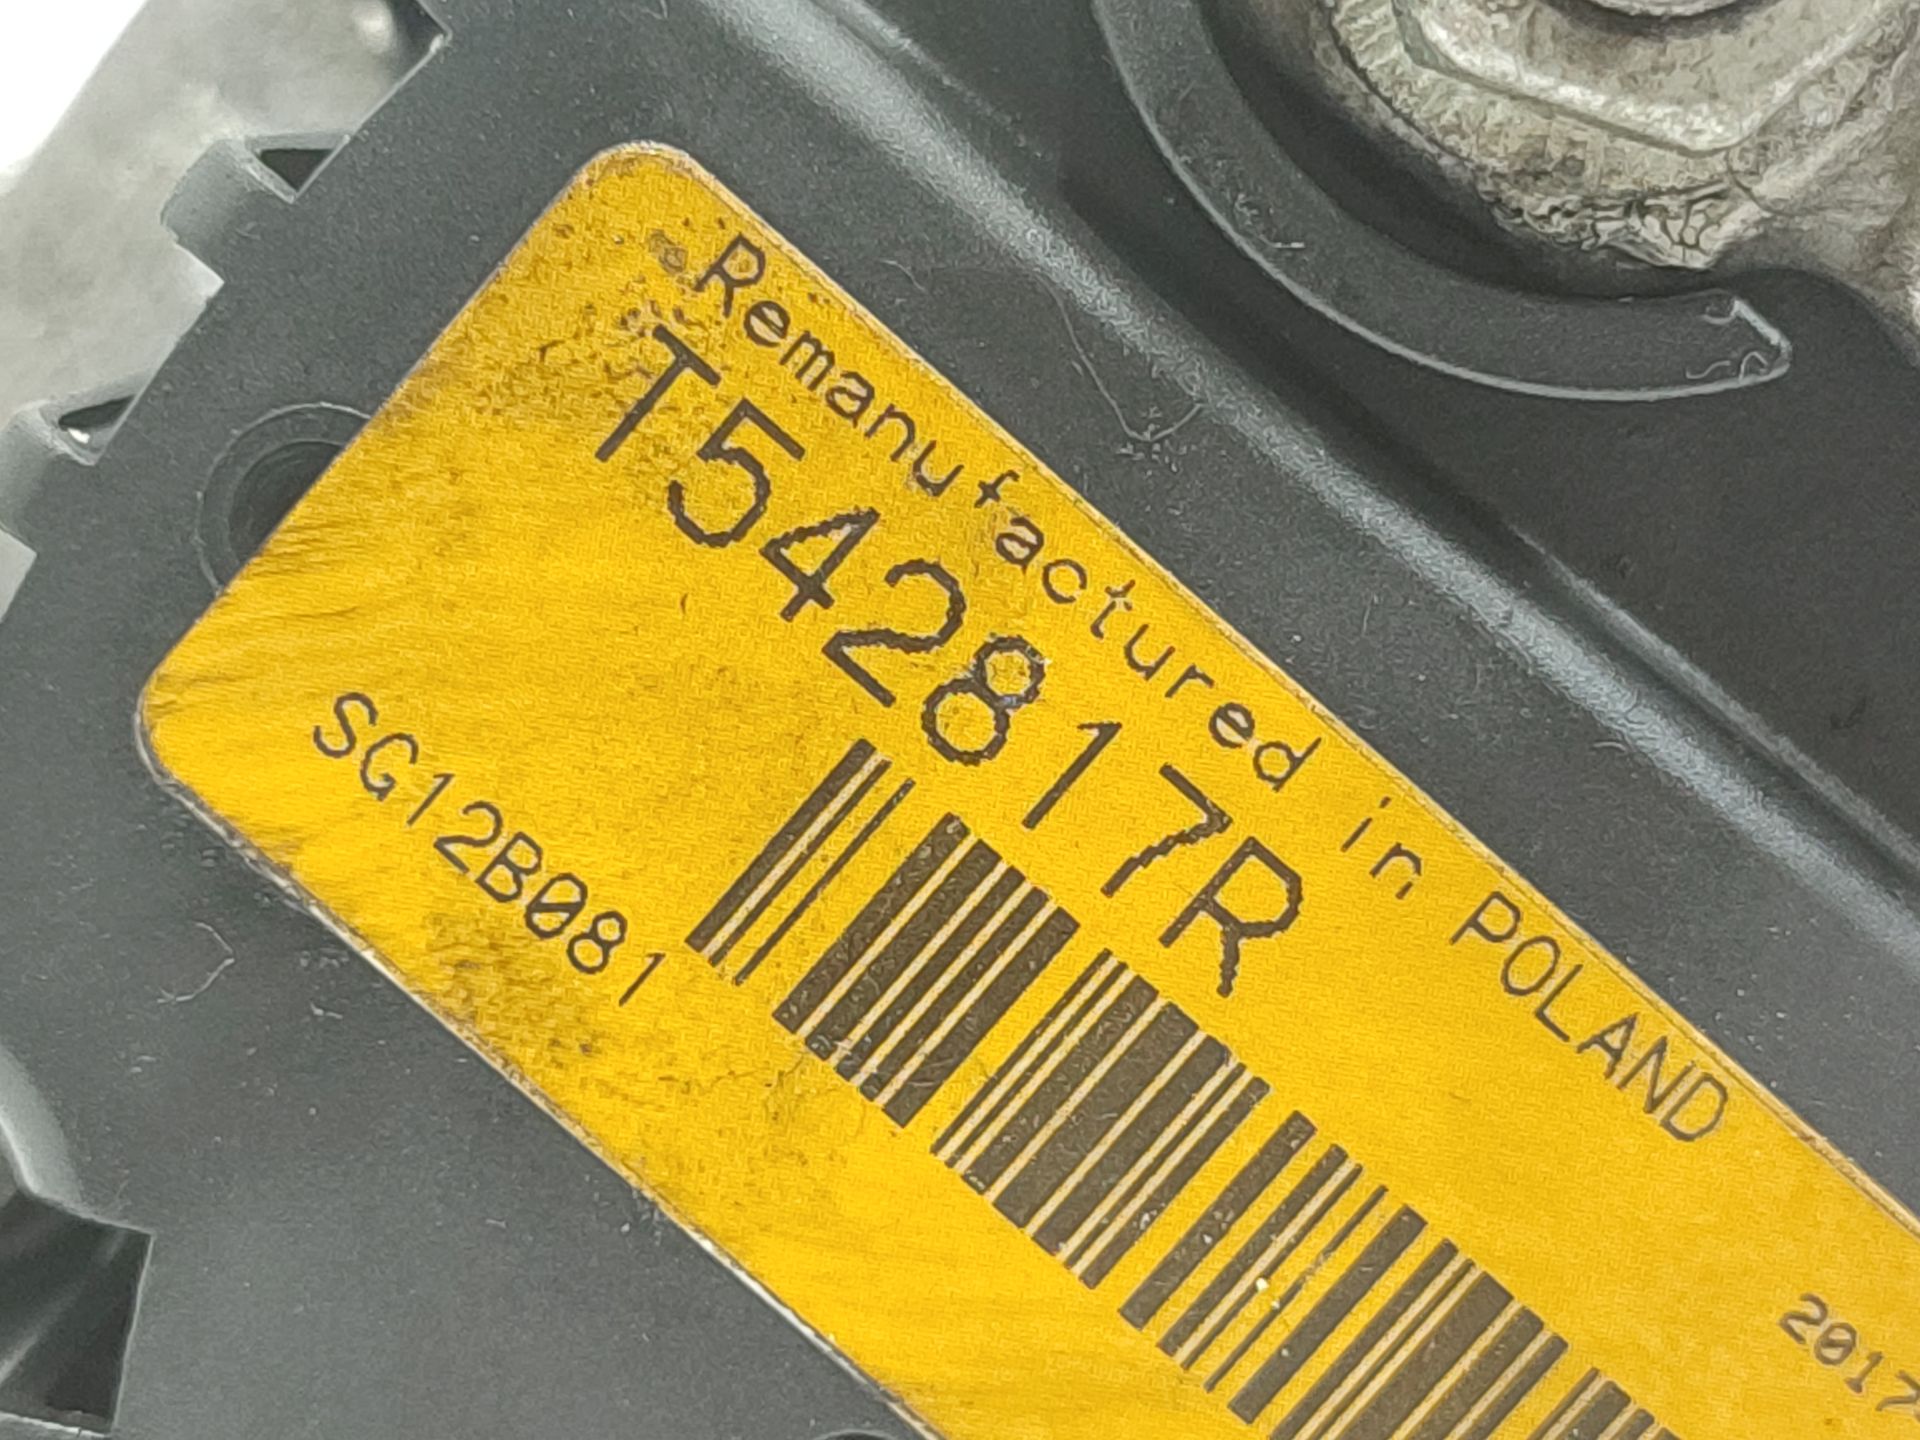 Remanufactured in POLAND
T542817R
SG12B081
2017